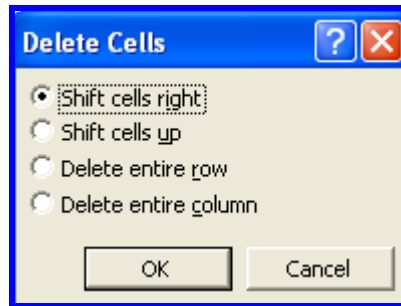 Delete Cells
Shift cells right
Shift cells up
Delete entire row
Delete entire column
OK Cancel